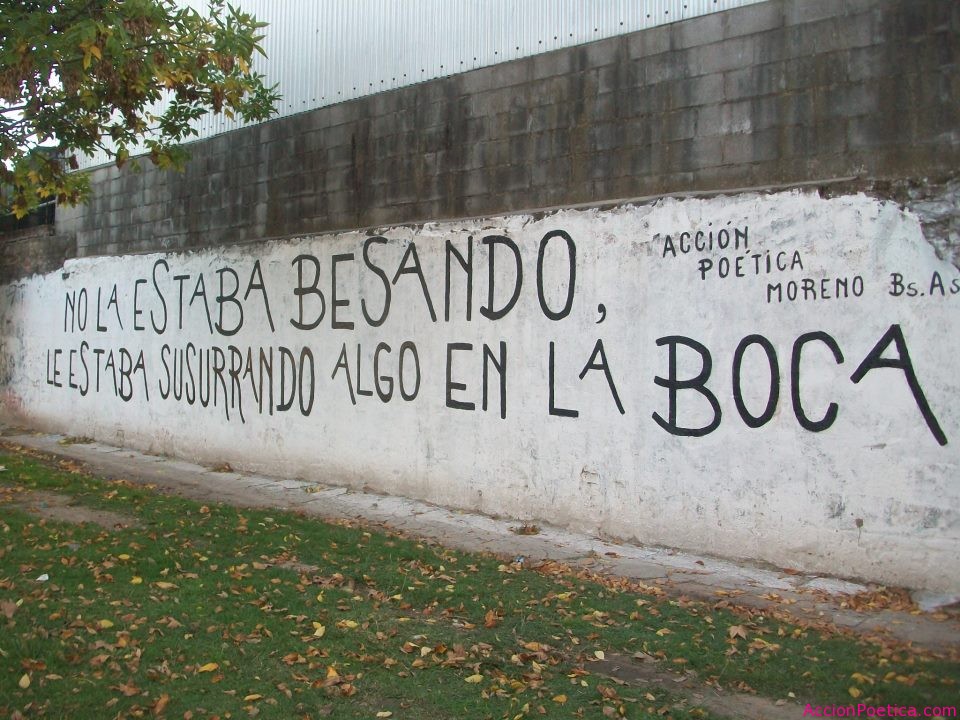 NO LA ESTABA BESANDO,
LE ESTABA SUSURRANDO ALGO EN LA BOCA
ACCIÓN
POÉTICA
MORENO Bs.As
AccionPoetica.com